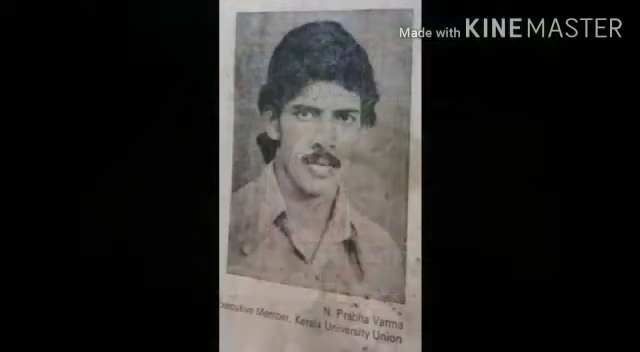 Made with KINEMASTER
N. Prabha Varma
Executive Member, Kerala University Union